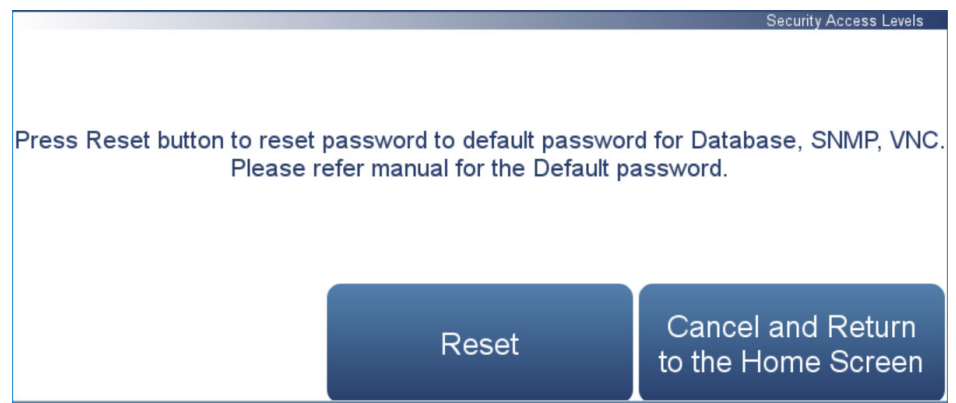 Security Access Levels
Press Reset button to reset password to default password for Database, SNMP, VNC.
Please refer manual for the Default password.
Reset
Cancel and Return
to the Home Screen